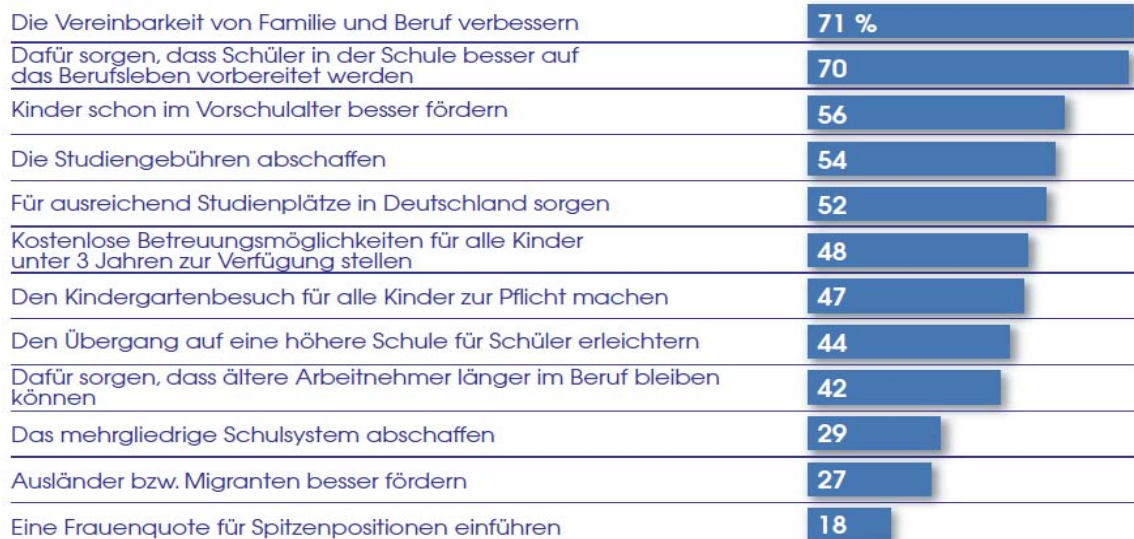 Die Vereinbarkeit von Familie und Beruf verbessern 71 %
Dafür sorgen, dass Schüler in der Schule besser auf
das Berufsleben vorbereitet werden 70
Kinder schon im Vorschulalter besser fördern 56
Die Studiengebühren abschaffen 54
Für ausreichend Studienplätze in Deutschland sorgen 52
Kostenlose Betreuungsmöglichkeiten für alle Kinder
unter 3 Jahren zur Verfügung stellen 48
Den Kindergartenbesuch für alle Kinder zur Pflicht machen 47
Den Übergang auf eine höhere Schule für Schüler erleichtern 44
Dafür sorgen, dass ältere Arbeitnehmer länger im Beruf bleiben
können 42
Das mehrgliedrige Schulsystem abschaffen 29
Ausländer bzw. Migranten besser fördern 27
Eine Frauenquote für Spitzenpositionen einführen 18